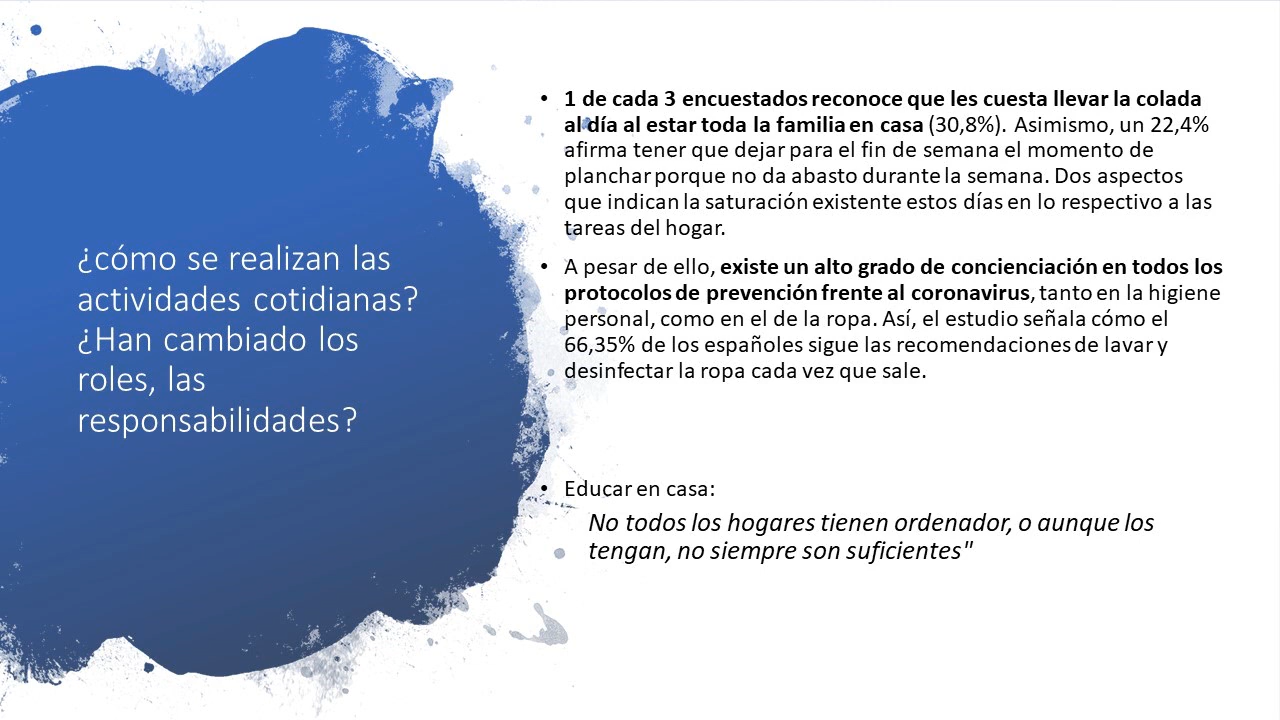 ¿cómo se realizan las
actividades cotidianas?
¿Han cambiado los
roles, las
responsabilidades?
• 1 de cada 3 encuestados reconoce que les cuesta llevar la colada
al día al estar toda la familia en casa (30,8%). Asimismo, un 22,4%
afirma tener que dejar para el fin de semana el momento de
planchar porque no da abasto durante la semana. Dos aspectos
que indican la saturación existente estos días en lo respectivo a las
tareas del hogar.
• A pesar de ello, existe un alto grado de concienciación en todos los
protocolos de prevención frente al coronavirus, tanto en la higiene
personal, como en el de la ropa. Así, el estudio señala cómo el
66,35% de los españoles sigue las recomendaciones de lavar y
desinfectar la ropa cada vez que sale.
• Educar en casa:
No todos los hogares tienen ordenador, o aunque los
tengan, no siempre son suficientes"